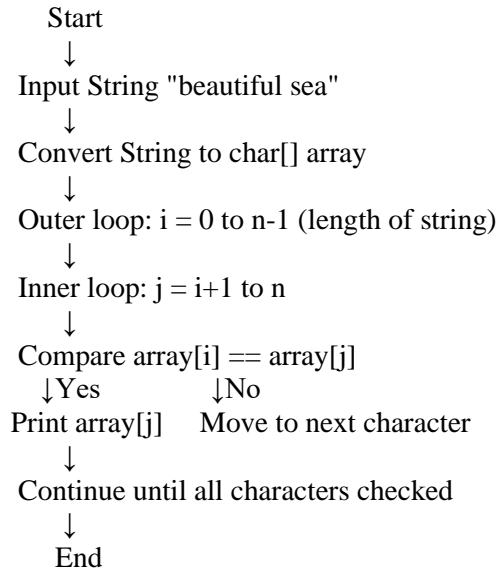 Start
↓
Input String "beautiful sea"
↓
Convert String to char[] array
↓
Outer loop: i = 0 to n-1 (length of string)
↓
Inner loop: j = i+1 to n
↓
Compare array[i] == array[j]
↓Yes ↓No
Print array[j] Move to next character
↓
Continue until all characters checked
↓
End